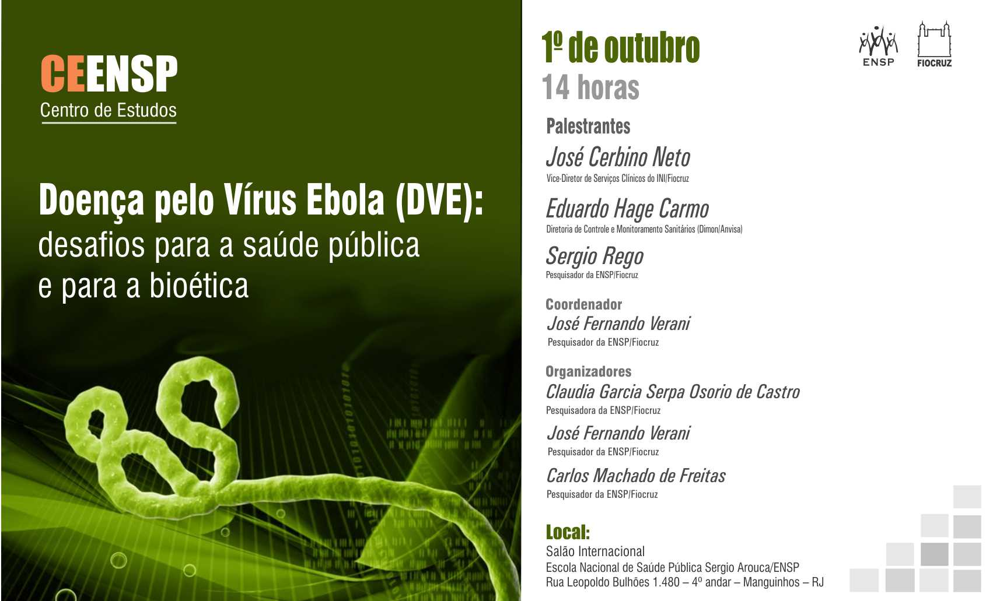 CEENSP
Centro de Estudos
Doença pelo Vírus Ebola (DVE):
desafios para a saúde pública
e para a bioética
1º de outubro
14 horas
ENSP
FIOCRUZ
Palestrantes
José Cerbino Neto
Vice-Diretor de Serviços Clínicos do INI/Fiocruz
Eduardo Hage Carmo
Diretoria de Controle e Monitoramento Sanitários (Dimon/Anvisa)
Sergio Rego
Pesquisador da ENSP/Fiocruz
Coordenador
José Fernando Verani
Pesquisador da ENSP/Fiocruz
Organizadores
Claudia Garcia Serpa Osorio de Castro
Pesquisadora da ENSP/Fiocruz
José Fernando Verani
Pesquisador da ENSP/Fiocruz
Carlos Machado de Freitas
Pesquisador da ENSP/Fiocruz
Local:
Salão Internacional
Escola Nacional de Saúde Pública Sergio Arouca/ENSP
Rua Leopoldo Bulhões 1.480 – 4º andar – Manguinhos – RJ